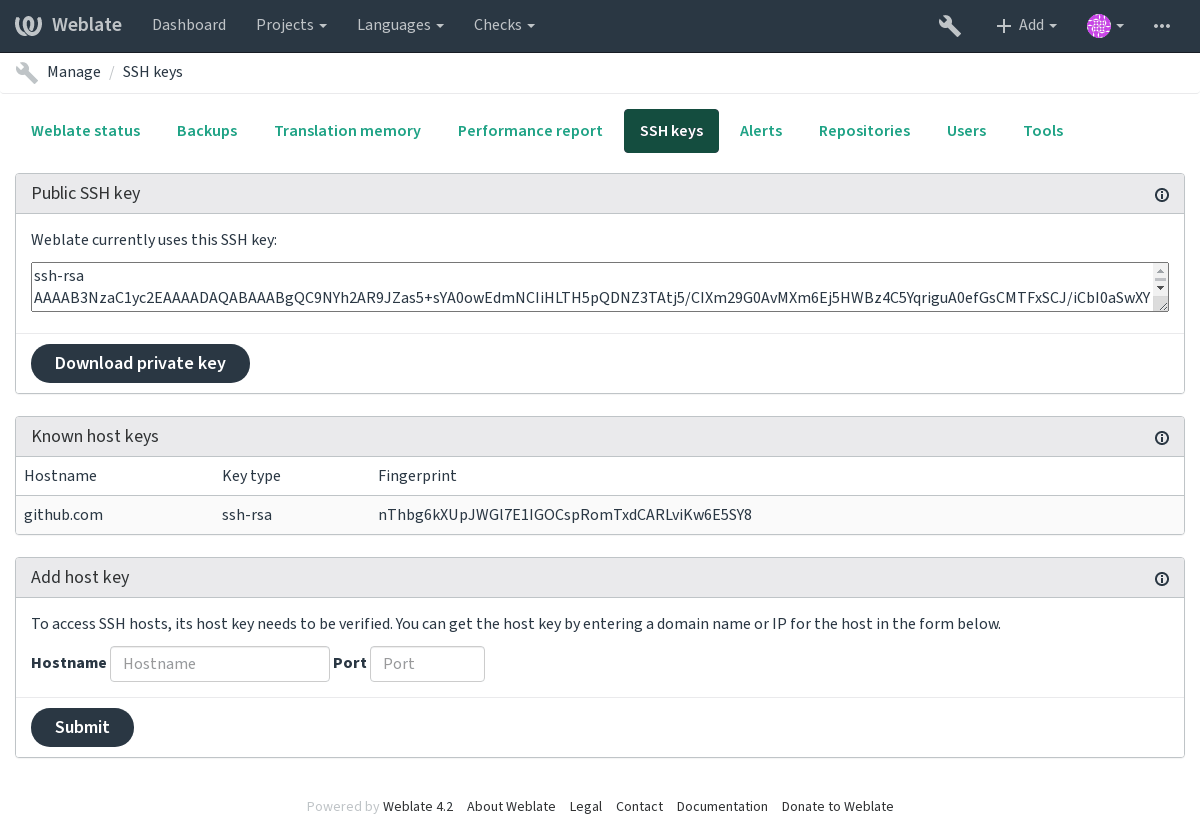 Weblate Dashboard Projects Languages Checks Add
Manage / SSH keys
Weblate status Backups Translation memory Performance report SSH keys Alerts Repositories Users Tools
Public SSH key
Weblate currently uses this SSH key:
ssh-rsa
AAAAB3NzaC1yc2EAAAADAQABAAABgQC9NYh2AR9JZas5+sYA0owEdmNCIiHLTH5pQDNZ3TAtj5/CIXm29G0AvMXm6Ej5HWBz4C5YqriguA0efGsCMTFxSCJ/iCbI0aSwXY
Download private key
Known host keys
Hostname Key type Fingerprint
github.com ssh-rsa nThbg6kXUpJWGl7E1IGOCspRomTxdCARLviKw6E5SY8
Add host key
To access SSH hosts, its host key needs to be verified. You can get the host key by entering a domain name or IP for the host in the form below.
Hostname Hostname Port Port
Submit
Powered by Weblate 4.2 About Weblate Legal Contact Documentation Donate to Weblate